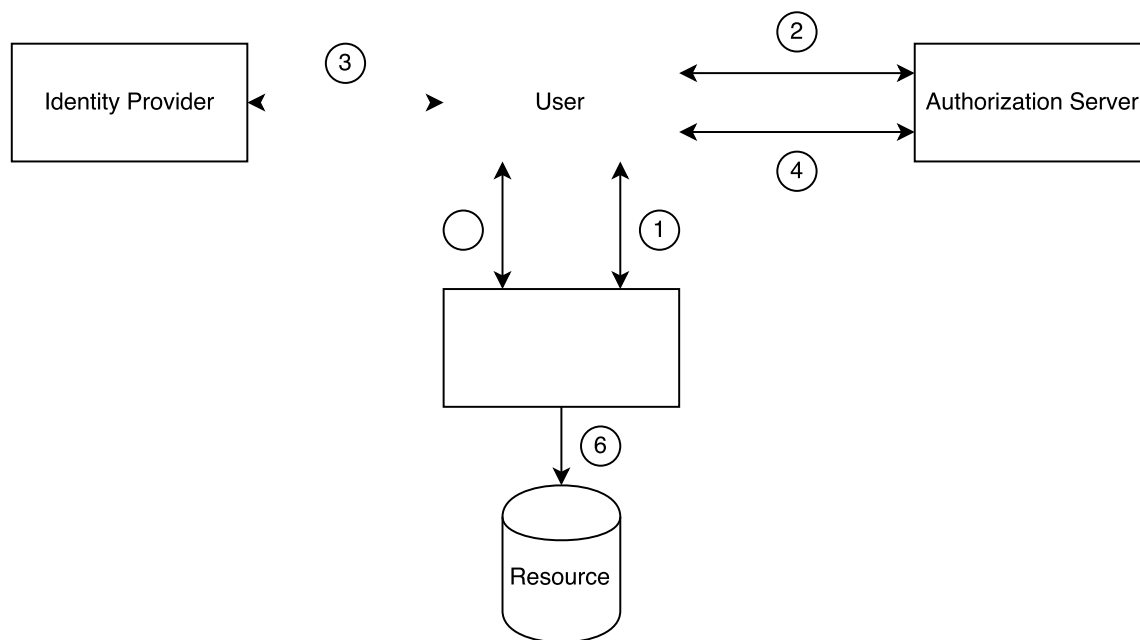 2
3
Identity Provider
User
Authorization Server
4
1
6
Resource